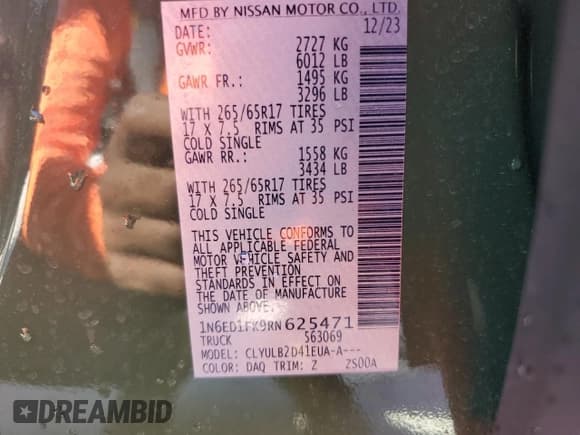 MFD BY NISSAN MOTOR CO., LTD.
DATE: 12/23
GVWR: 2727 KG
6012 LB
GAWR FR.: 1495 KG
3296 LB
WITH 265/65R17 TIRES
17 X 7.5 RIMS AT 35 PSI
COLD SINGLE
GAWR RR.: 1558 KG
3434 LB
WITH 265/65R17 TIRES
17 X 7.5 RIMS AT 35 PSI
COLD SINGLE
THIS VEHICLE CONFORMS TO
ALL APPLICABLE FEDERAL
MOTOR VEHICLE SAFETY AND
THEFT PREVENTION
STANDARDS IN EFFECT ON
THE DATE OF MANUFACTURE
SHOWN ABOVE.
1N6ED1FK9RN625471
TRUCK S63069
MODEL: CLYULB2D41EUA-A---
COLOR: DAQ TRIM: Z ZS00A
DREAMBID